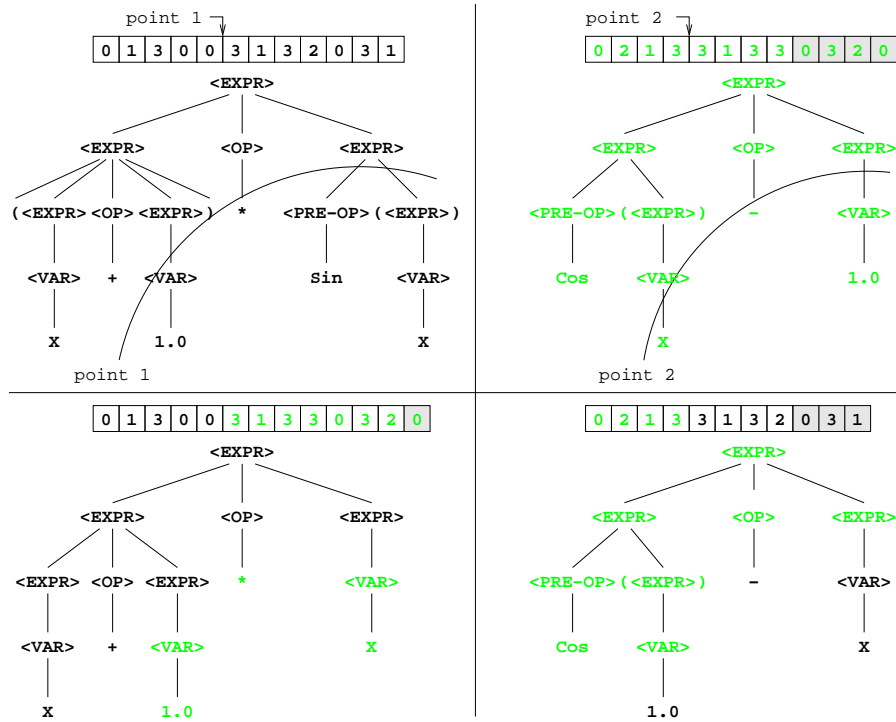 point 1
0 1 3 0 0 3 1 3 2 0 3 1
<EXPR>
<EXPR> <OP> <EXPR>
(<EXPR> <OP> <EXPR>) * <PRE-OP>(<EXPR>)
<VAR> + <VAR> Sin <VAR>
X 1.0 X
point 1
point 2
0 2 1 3 3 1 3 3 0 3 2 0
<EXPR>
<EXPR> <OP> <EXPR>
<PRE-OP>(<EXPR>) - <VAR>
Cos <VAR> 1.0
X
point 2
0 1 3 0 0 3 1 3 3 0 3 2 0
<EXPR>
<EXPR> <OP> <EXPR>
<EXPR> <OP> <EXPR> * <VAR>
<VAR> + <VAR> X
X 1.0
0 2 1 3 3 1 3 2 0 3 1
<EXPR>
<EXPR> <OP> <EXPR>
<PRE-OP>(<EXPR>) - <VAR>
Cos <VAR> X
1.0